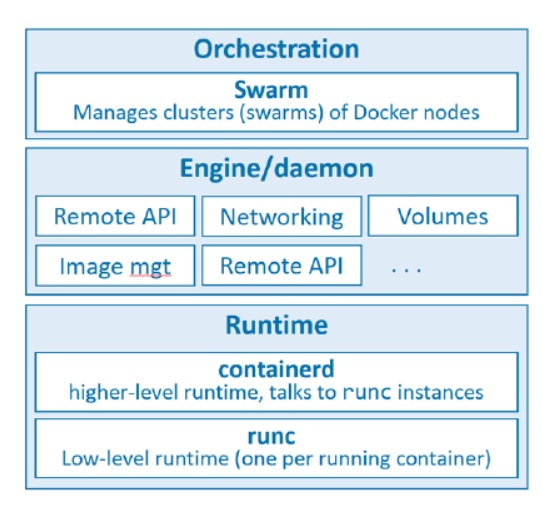 Orchestration
Swarm
Manages clusters (swarms) of Docker nodes
Engine/daemon
Remote API
Networking
Volumes
Image mgt
Remote API
...
Runtime
containerd
higher-level runtime, talks to runc instances
runc
Low-level runtime (one per running container)